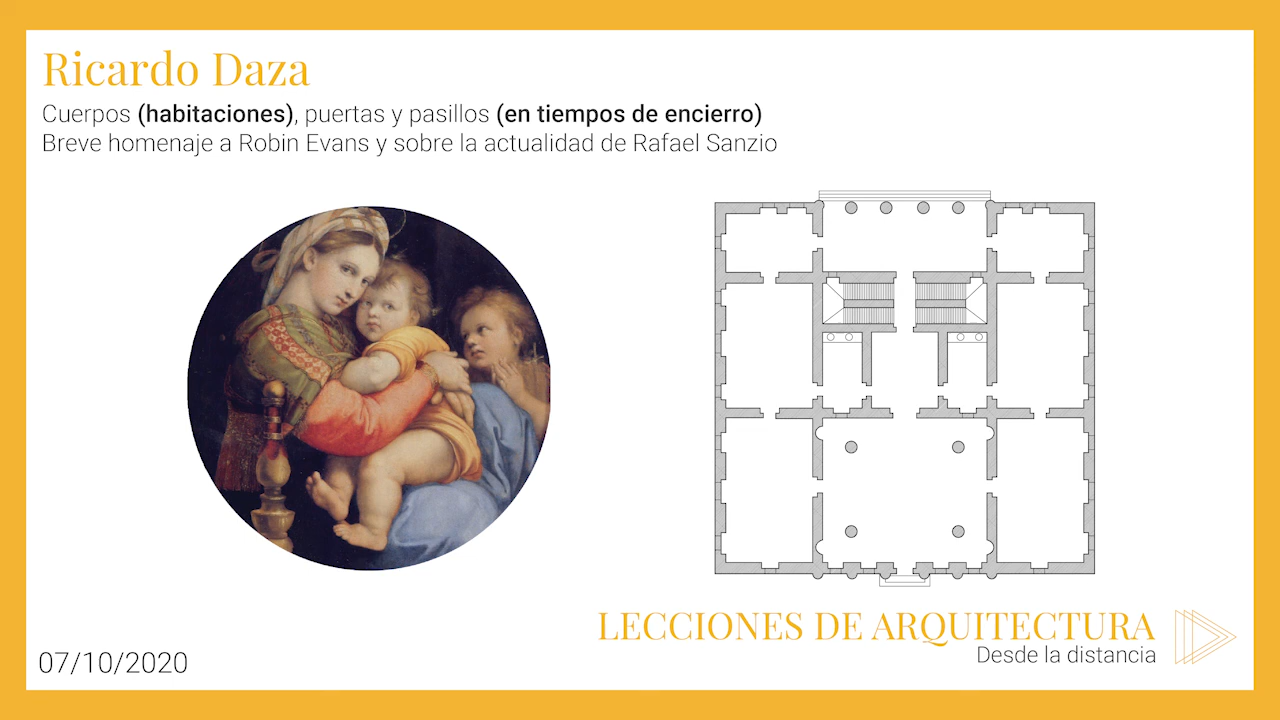 Ricardo Daza
Cuerpos (habitaciones), puertas y pasillos (en tiempos de encierro)
Breve homenaje a Robin Evans y sobre la actualidad de Rafael Sanzio
LECCIONES DE ARQUITECTURA
Desde la distancia
07/10/2020